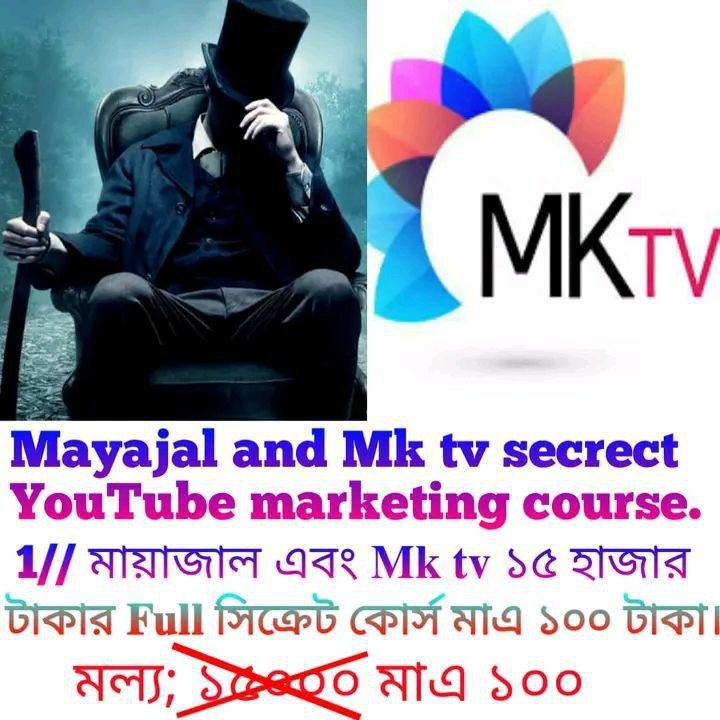 MKTV
Mayajal and Mk tv secrect
YouTube marketing course.
1// মায়াজাল এবং Mk tv ১৫ হাজার
টাকার Full সিক্রেট কোর্স মাএ ১০০ টাকা।
মল্য; ১৫০০০ মাএ ১০০